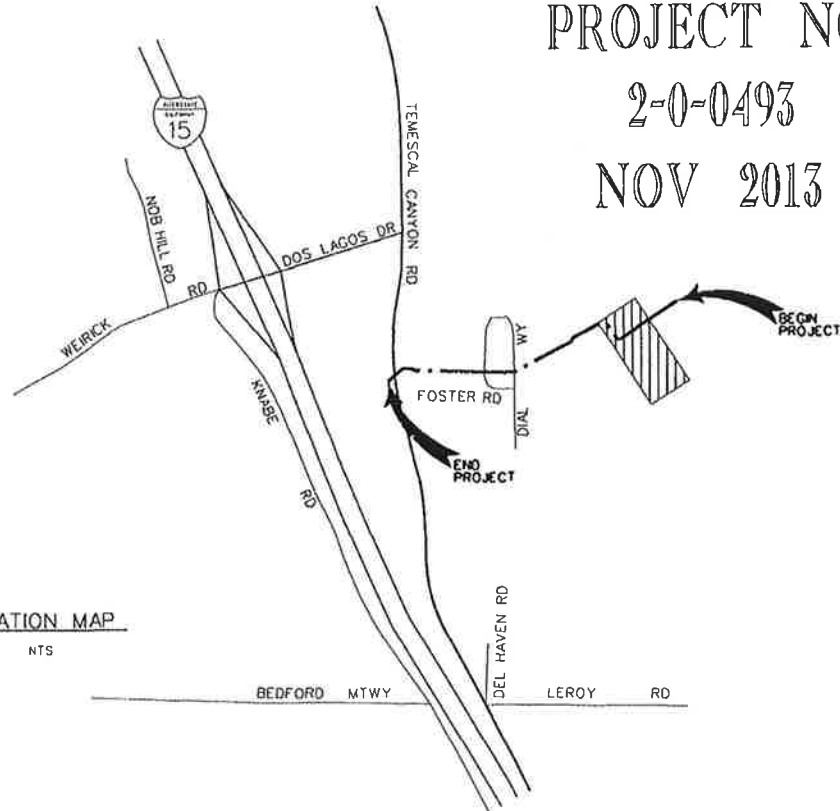 PROJECT NO
2-0-0493
NOV 2013
INTERSTATE
CALIFORNIA
15
TEMESCAL CANYON RD
NOB HILL RD
DOS LAGOS DR
WEIRICK RD
BEGIN
PROJECT
WY
DIAL
FOSTER RD
KNABE RD
END
PROJECT
ATION MAP
NTS
DEL HAVEN RD
BEDFORD MTWY
LEROY RD